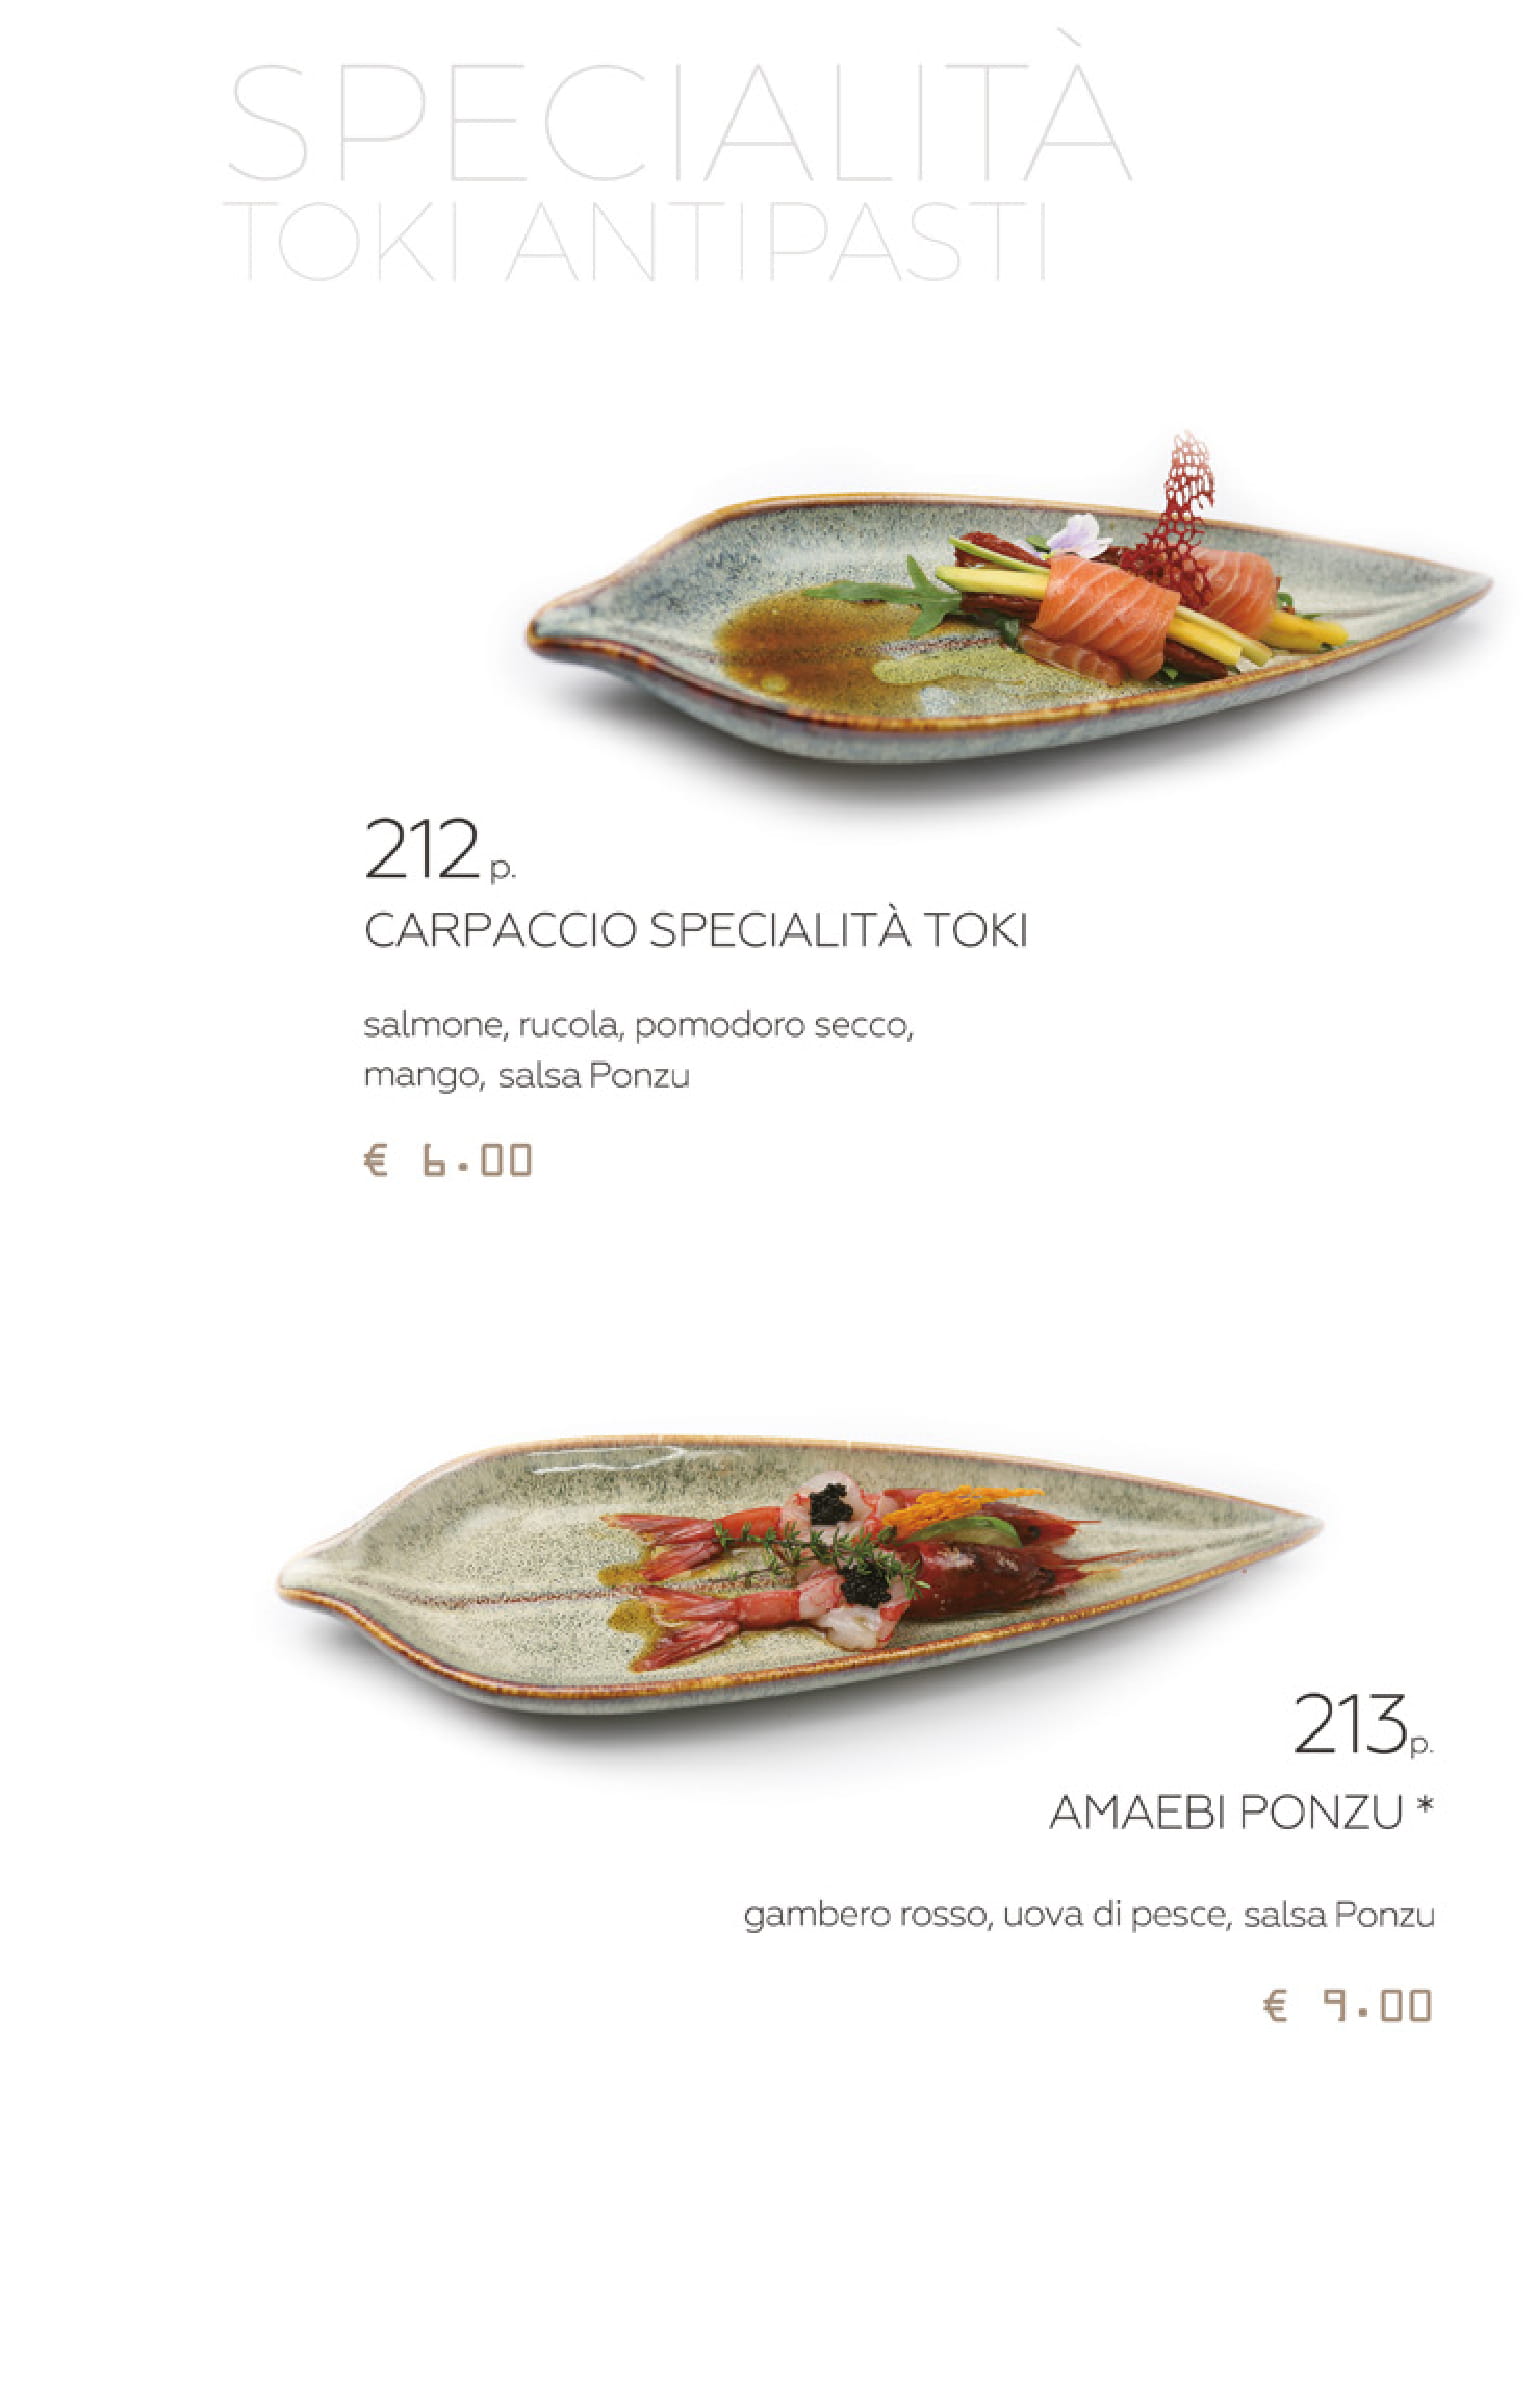 SPECIALITÀ
TOKI ANTIPASTI
212 p.
CARPACCIO SPECIALITÀ TOKI
salmone, rucola, pomodoro secco,
mango, salsa Ponzu
€ 6.00
213 p.
AMAEBI PONZU *
gambero rosso, uova di pesce, salsa Ponzu
€ 9.00